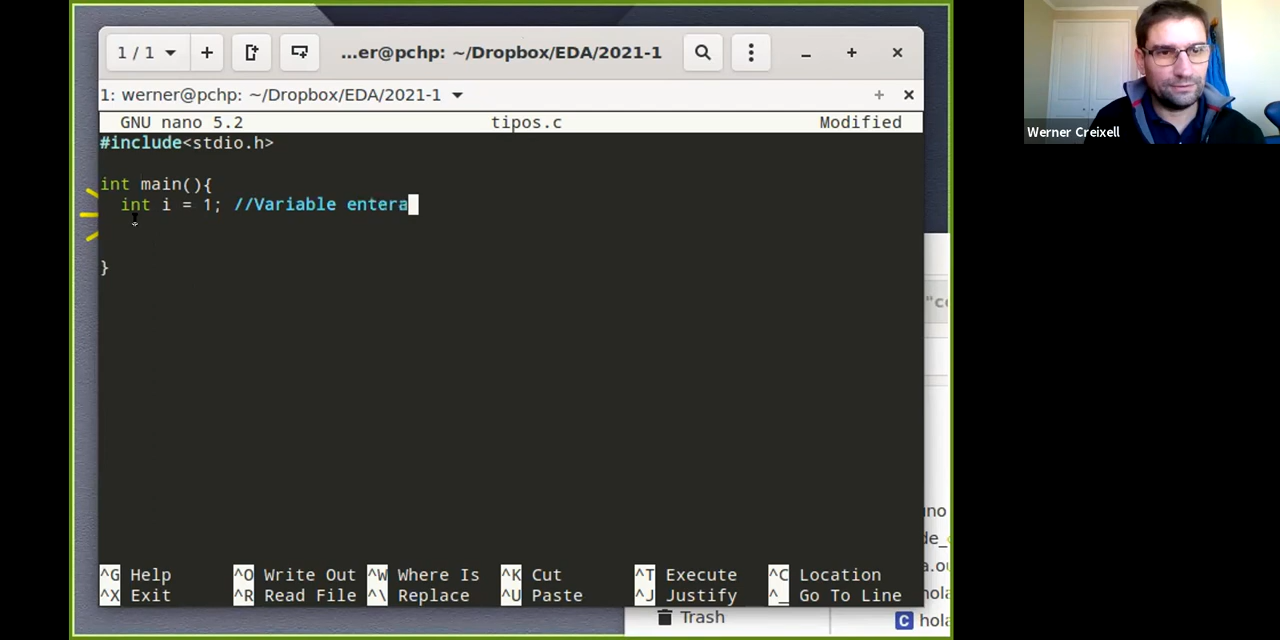 1 / 1
...er@pchp: ~/Dropbox/EDA/2021-1
1: werner@pchp: ~/Dropbox/EDA/2021-1
GNU nano 5.2 tipos.c Modified
#include<stdio.h>
int main(){
int i = 1; //Variable entera
}
^G Help ^O Write Out ^W Where Is ^K Cut ^T Execute ^C Location
^X Exit ^R Read File ^\ Replace ^U Paste ^J Justify ^_ Go To Line
Trash
Werner Creixell